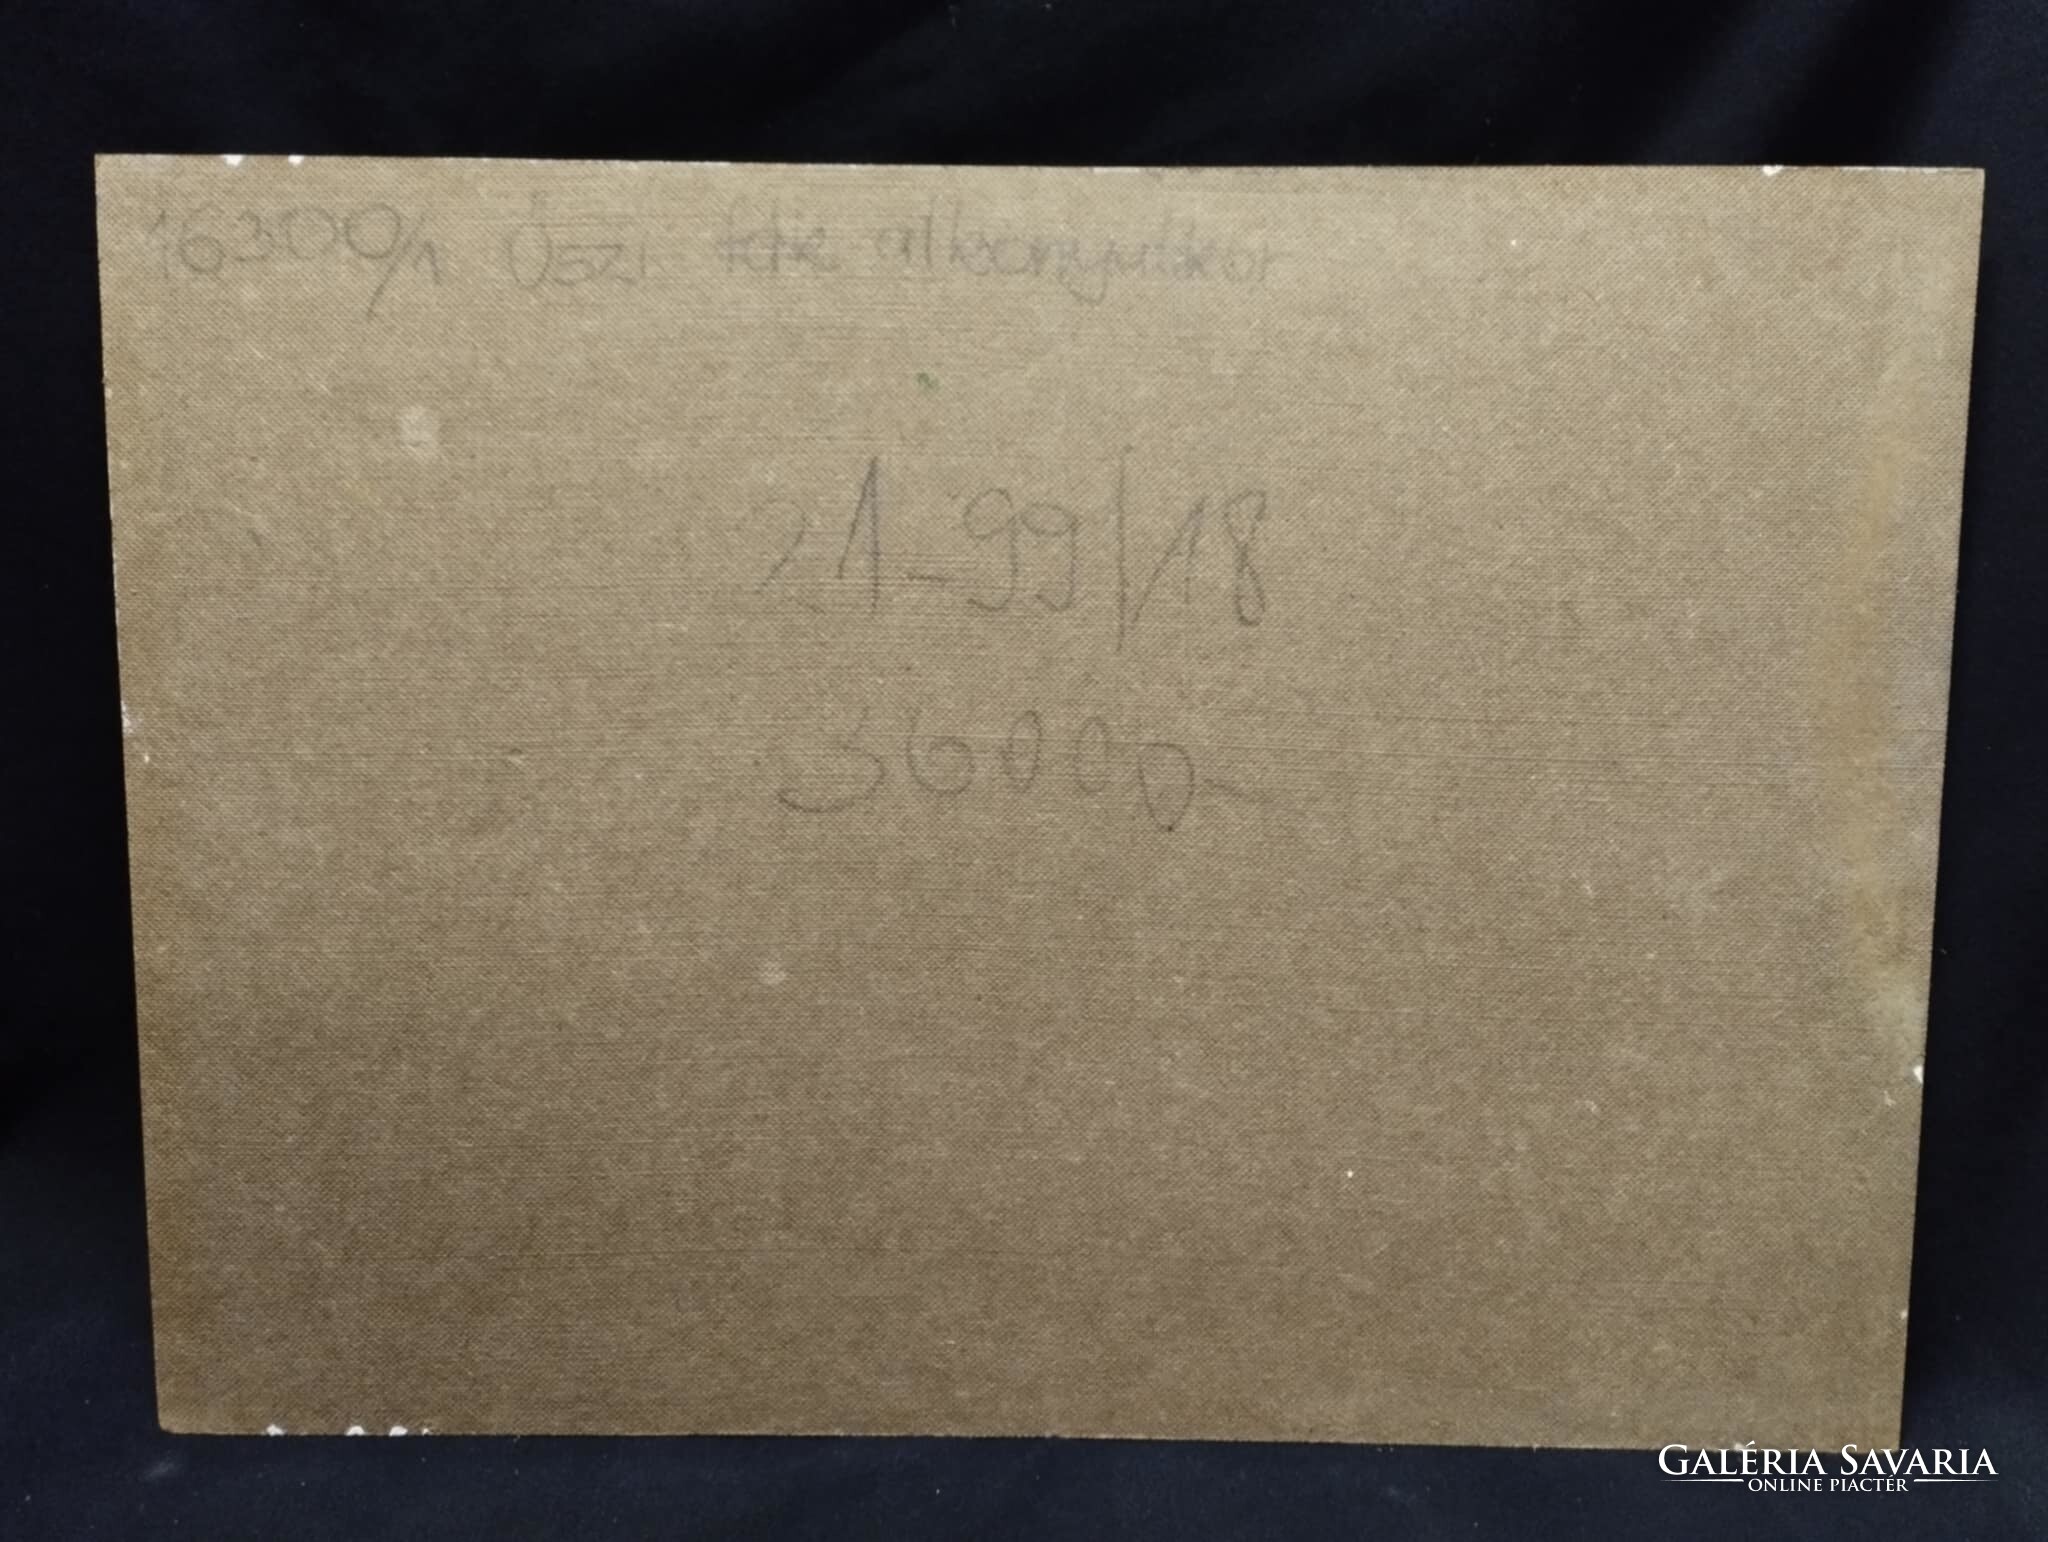 16300/1 Őszi fák alkonyatkor
21-99/18
36000
GALÉRIA SAVARIA
ONLINE PIACTÉR